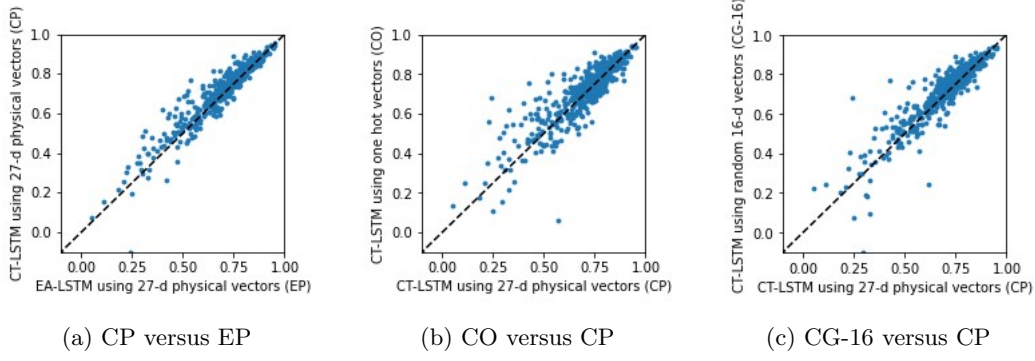 CT-LSTM using 27-d physical vectors (CP)
1.0
0.8
0.6
0.4
0.2
0.0
0.00 0.25 0.50 0.75 1.00
EA-LSTM using 27-d physical vectors (EP)
(a) CP versus EP
CT-LSTM using one hot vectors (CO)
1.0
0.8
0.6
0.4
0.2
0.0
0.00 0.25 0.50 0.75 1.00
CT-LSTM using 27-d physical vectors (CP)
(b) CO versus CP
CT-LSTM using random 16-d vectors (CG-16)
1.0
0.8
0.6
0.4
0.2
0.0
0.00 0.25 0.50 0.75 1.00
CT-LSTM using 27-d physical vectors (CP)
(c) CG-16 versus CP